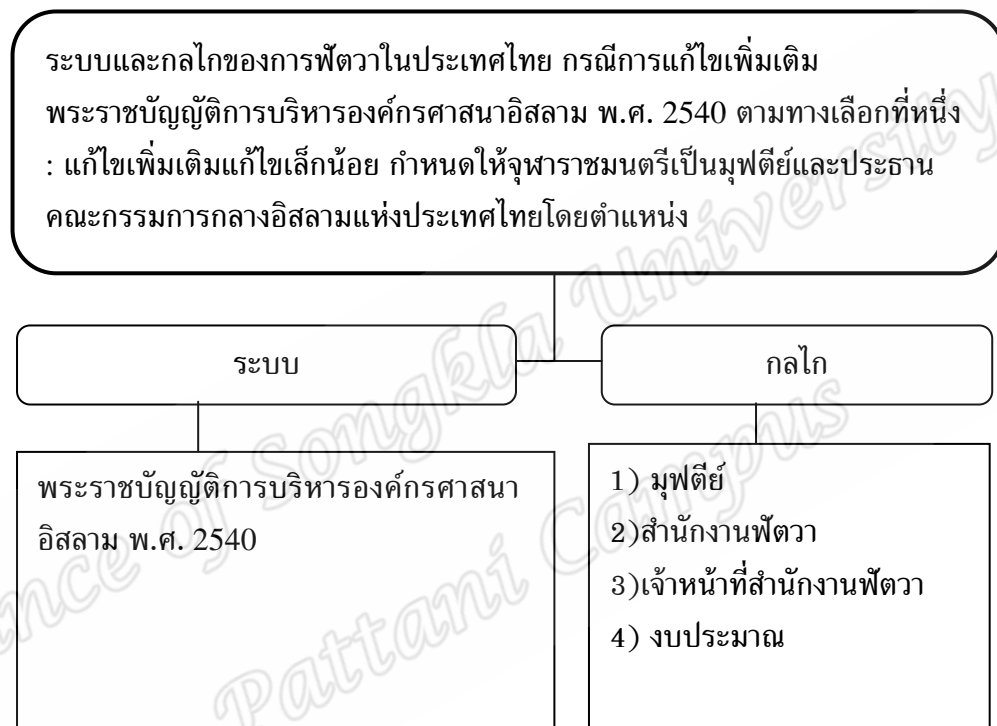 ระบบและกลไกของการฟัตวาในประเทศไทย กรณีการแก้ไขเพิ่มเติม
พระราชบัญญัติการบริหารองค์กรศาสนาอิสลาม พ.ศ. 2540 ตามทางเลือกที่หนึ่ง
: แก้ไขเพิ่มเติมแก้ไขเล็กน้อย กำหนดให้จุฬาราชมนตรีเป็นมุฟตีย์และประธาน
คณะกรรมการกลางอิสลามแห่งประเทศไทยโดยตำแหน่ง
ระบบ
กลไก
พระราชบัญญัติการบริหารองค์กรศาสนา
อิสลาม พ.ศ. 2540
1) มุฟตีย์
2)สำนักงานฟัตวา
3)เจ้าหน้าที่สำนักงานฟัตวา
4) งบประมาณ
nce of Songkla University
Pattani Campus